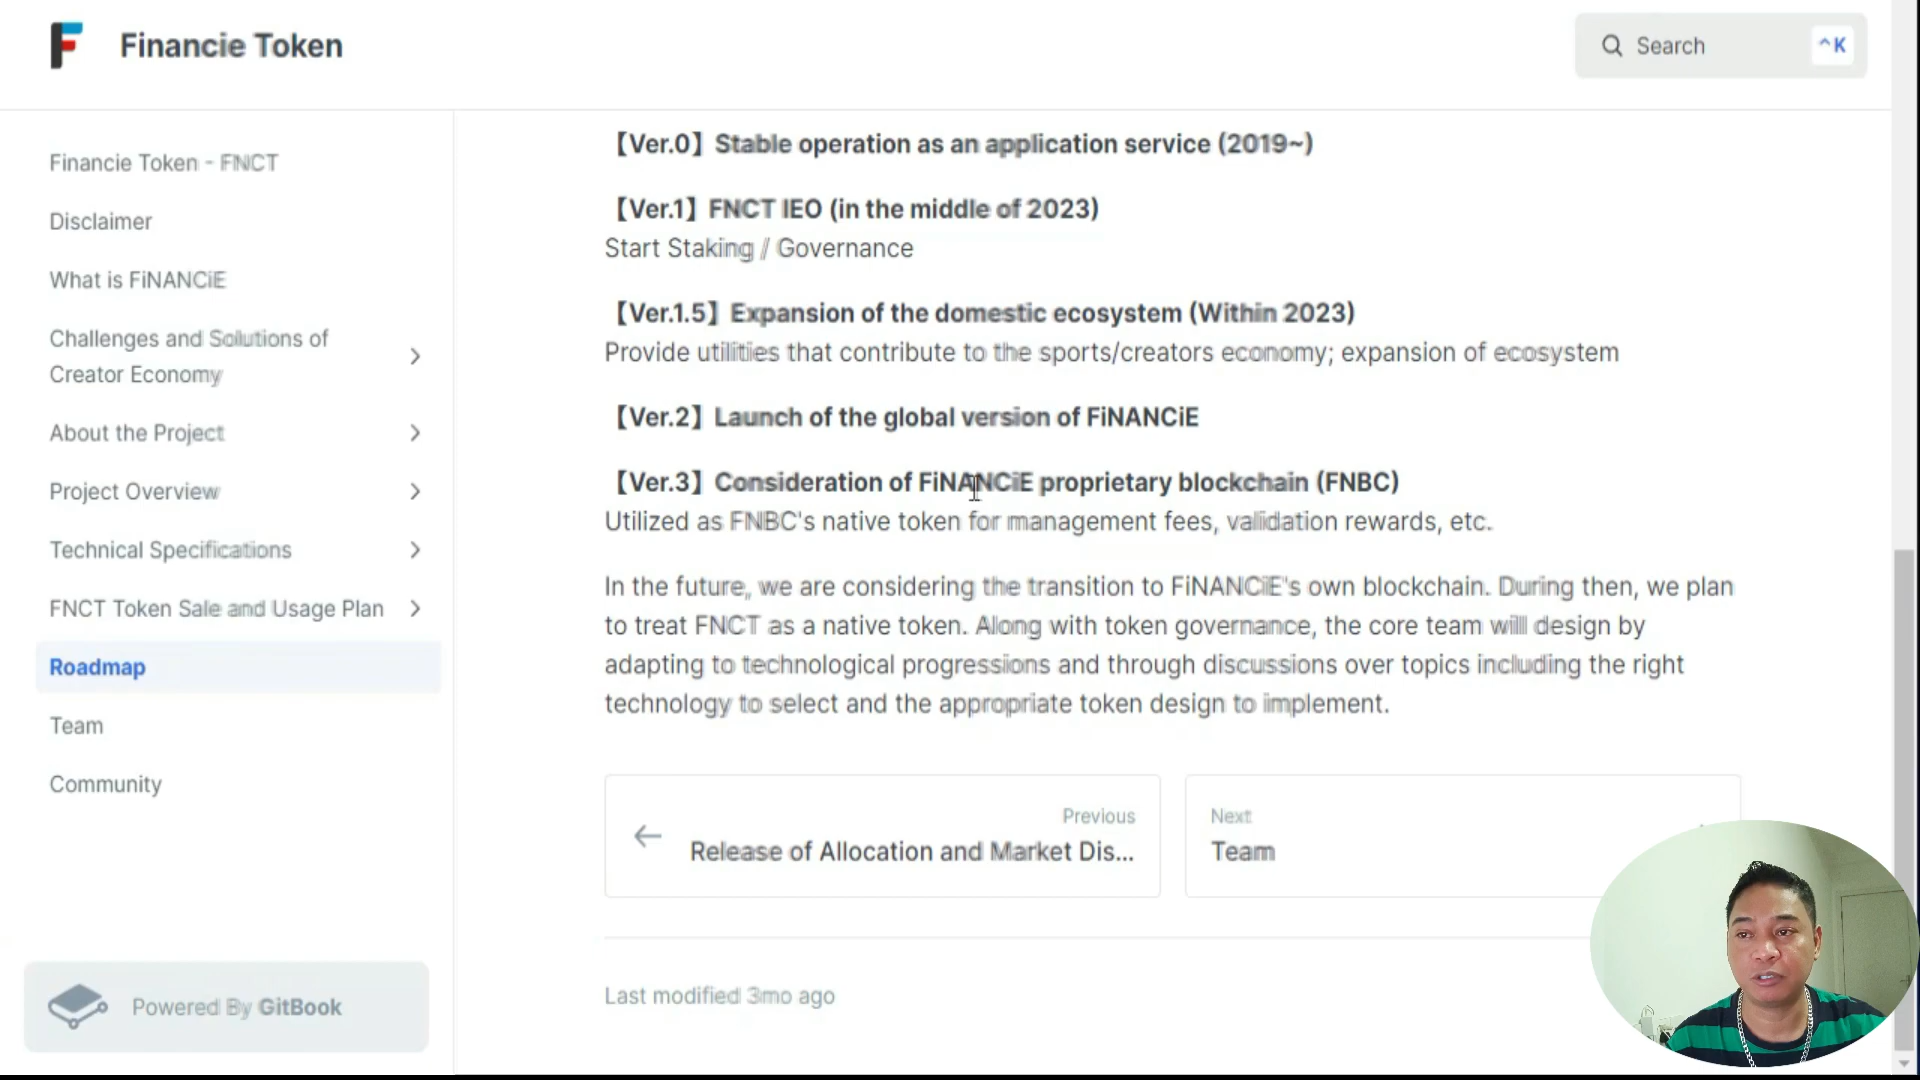 Financie Token
Search
^K
Financie Token - FNCT
Disclaimer
What is FiNANCiE
Challenges and Solutions of
Creator Economy
About the Project
Project Overview
Technical Specifications
FNCT Token Sale and Usage Plan
Roadmap
Team
Community
Powered By GitBook
【Ver.0】Stable operation as an application service (2019~)
【Ver.1】FNCT IEO (in the middle of 2023)
Start Staking / Governance
【Ver.1.5】Expansion of the domestic ecosystem (Within 2023)
Provide utilities that contribute to the sports/creators economy; expansion of ecosystem
【Ver.2】Launch of the global version of FiNANCiE
【Ver.3】Consideration of FiNANCiE proprietary blockchain (FNBC)
Utilized as FNBC's native token for management fees, validation rewards, etc.
In the future, we are considering the transition to FiNANCiE's own blockchain. During then, we plan
to treat FNCT as a native token. Along with token governance, the core team will design by
adapting to technological progressions and through discussions over topics including the right
technology to select and the appropriate token design to implement.
Previous
Release of Allocation and Market Dis...
Next
Team
Last modified 3mo ago